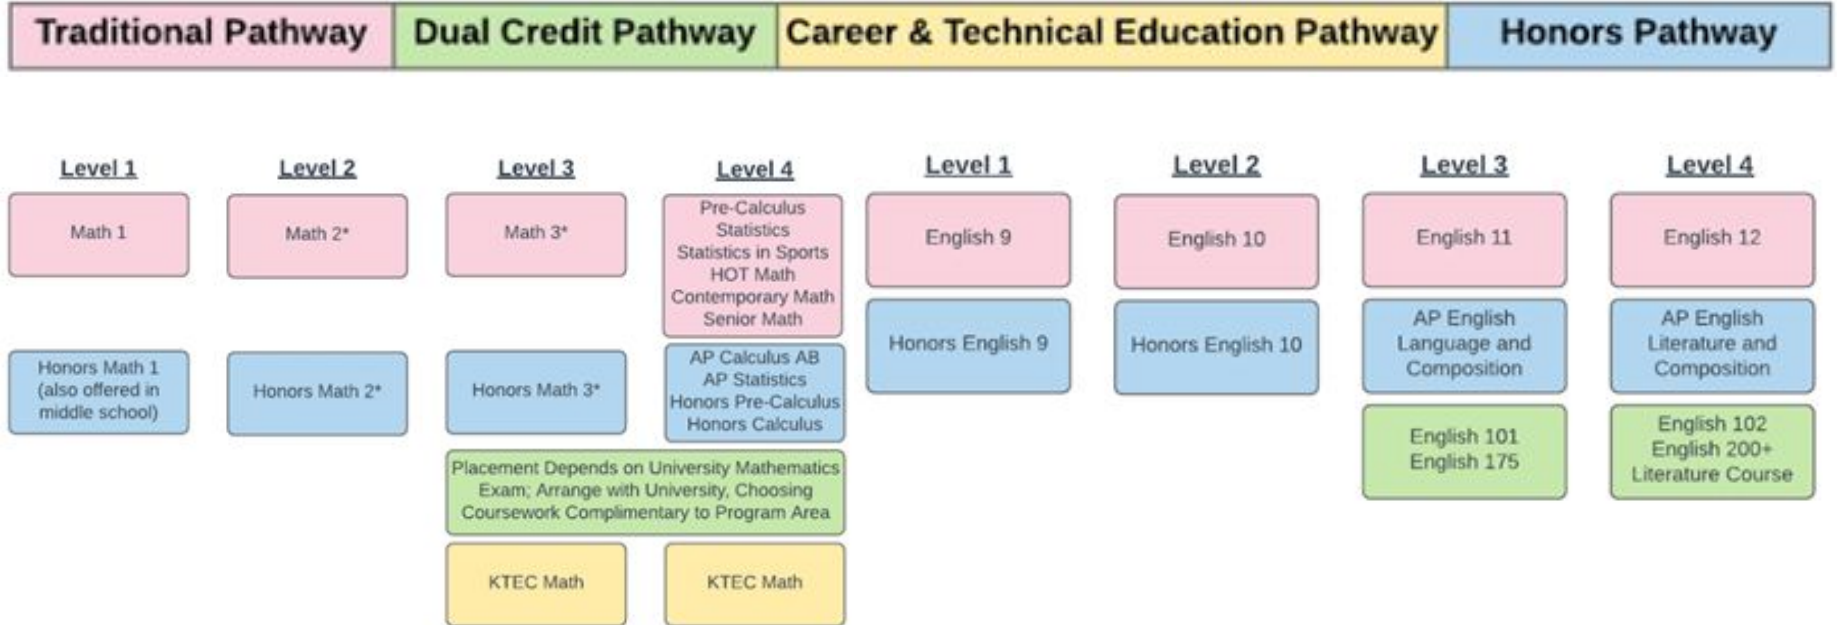 Traditional Pathway
Dual Credit Pathway
Career & Technical Education Pathway
Honors Pathway
Level 1
Math 1
Honors Math 1
(also offered in
middle school)
Level 2
Math 2*
Honors Math 2*
Level 3
Math 3*
Honors Math 3*
Level 4
Pre-Calculus
Statistics
Statistics in Sports
HOT Math
Contemporary Math
Senior Math
AP Calculus AB
AP Statistics
Honors Pre-Calculus
Honors Calculus
Placement Depends on University Mathematics
Exam; Arrange with University, Choosing
Coursework Complimentary to Program Area
KTEC Math
KTEC Math
Level 1
English 9
Honors English 9
Level 2
English 10
Honors English 10
Level 3
English 11
AP English
Language and
Composition
English 101
English 175
Level 4
English 12
AP English
Literature and
Composition
English 102
English 200+
Literature Course